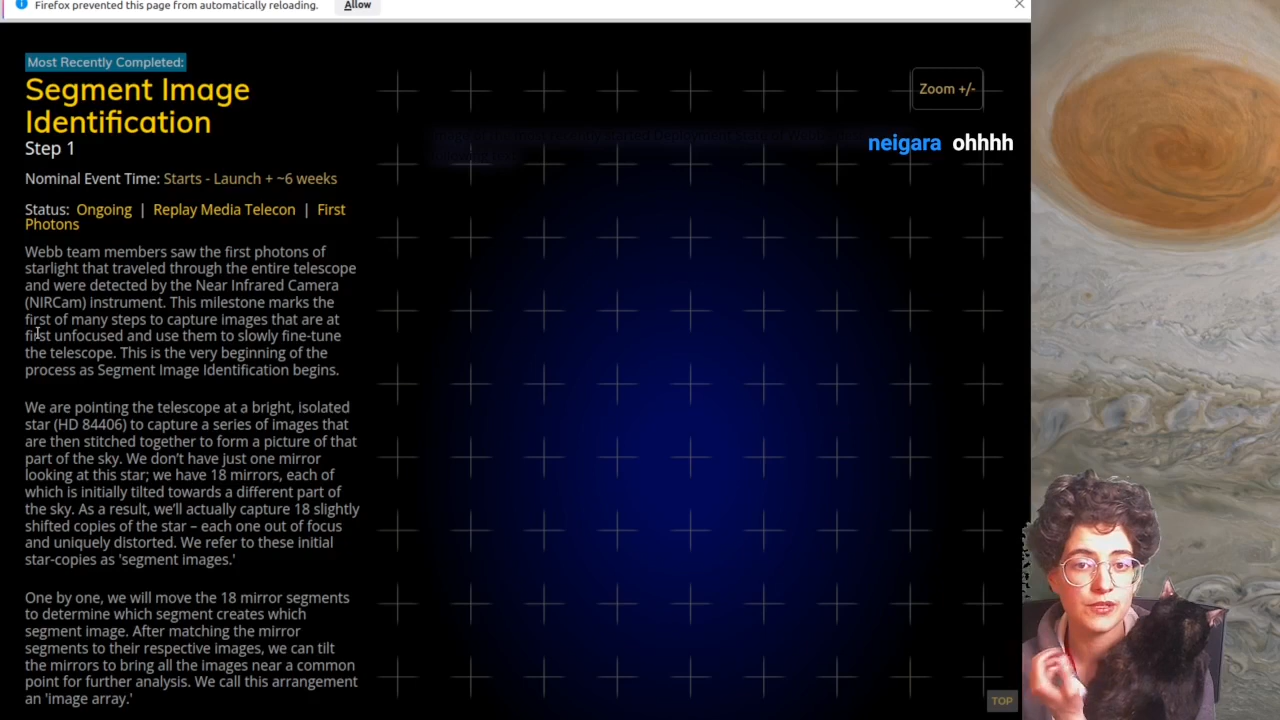 Firefox prevented this page from automatically reloading. Allow
Most Recently Completed:
Segment Image
Identification
Step 1
Nominal Event Time: Starts - Launch + ~6 weeks
Status: Ongoing | Replay Media Telecon | First
Photons
Webb team members saw the first photons of
starlight that traveled through the entire telescope
and were detected by the Near Infrared Camera
(NIRCam) instrument. This milestone marks the
first of many steps to capture images that are at
first unfocused and use them to slowly fine-tune
the telescope. This is the very beginning of the
process as Segment Image Identification begins.
We are pointing the telescope at a bright, isolated
star (HD 84406) to capture a series of images that
are then stitched together to form a picture of that
part of the sky. We don't have just one mirror
looking at this star; we have 18 mirrors, each of
which is initially tilted towards a different part of
the sky. As a result, we'll actually capture 18 slightly
shifted copies of the star – each one out of focus
and uniquely distorted. We refer to these initial
star-copies as 'segment images.'
One by one, we will move the 18 mirror segments
to determine which segment creates which
segment image. After matching the mirror
segments to their respective images, we can tilt
the mirrors to bring all the images near a common
point for further analysis. We call this arrangement
an 'image array.'
Zoom +/-
neigara ohhhh
TOP